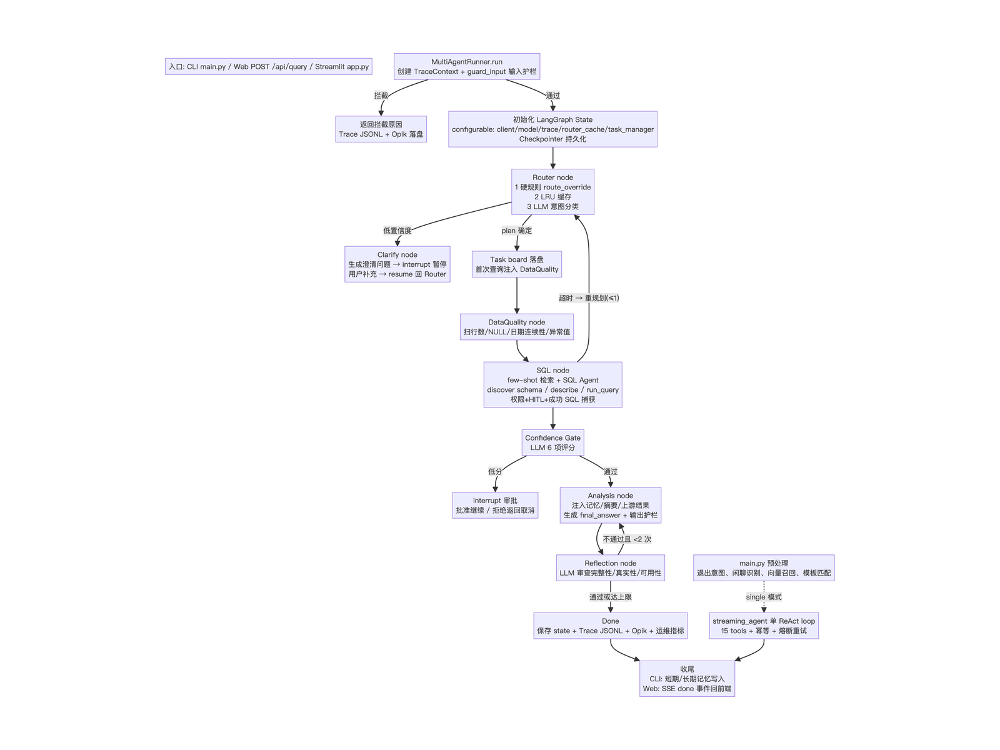 入口: CLI main.py / Web POST /api/query / Streamlit app.py
MultiAgentRunner.run
创建 TraceContext + guard_input 输入护栏
拦截
通过
返回拦截原因
Trace JSONL + Opik 落盘
初始化 LangGraph State
configurable: client/model/trace/router_cache/task_manager
Checkpointer 持久化
Router node
1 硬规则 route_override
2 LRU 缓存
3 LLM 意图分类
低置信度
plan 确定
Clarify node
生成澄清问题 → interrupt 暂停
用户补充 → resume 回 Router
Task board 落盘
首次查询注入 DataQuality
超时 → 重规划(≤1)
DataQuality node
扫行数/NULL/日期连续性/异常值
SQL node
few-shot 检索 + SQL Agent
discover schema / describe / run_query
权限+HITL+成功 SQL 捕获
Confidence Gate
LLM 6 项评分
低分
通过
interrupt 审批
批准继续 / 拒绝返回取消
Analysis node
注入记忆/摘要/上游结果
生成 final_answer + 输出护栏
不通过且 <2 次
Reflection node
LLM 审查完整性/真实性/可用性
main.py 预处理
退出意图、闲聊识别、向量召回、模板匹配
通过或达上限
single 模式
Done
保存 state + Trace JSONL + Opik + 运维指标
streaming_agent 单 ReAct loop
15 tools + 幂等 + 熔断重试
收尾
CLI: 短期/长期记忆写入
Web: SSE done 事件回前端